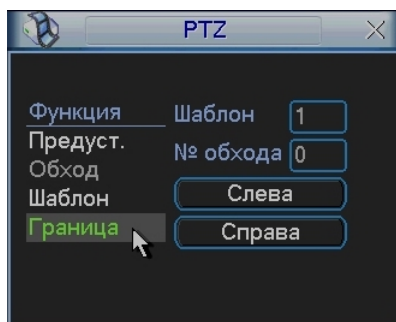 PTZ
Функция
Шаблон 1
Предуст.
№ обхода 0
Обход
Шаблон
Слева
Граница
Справа